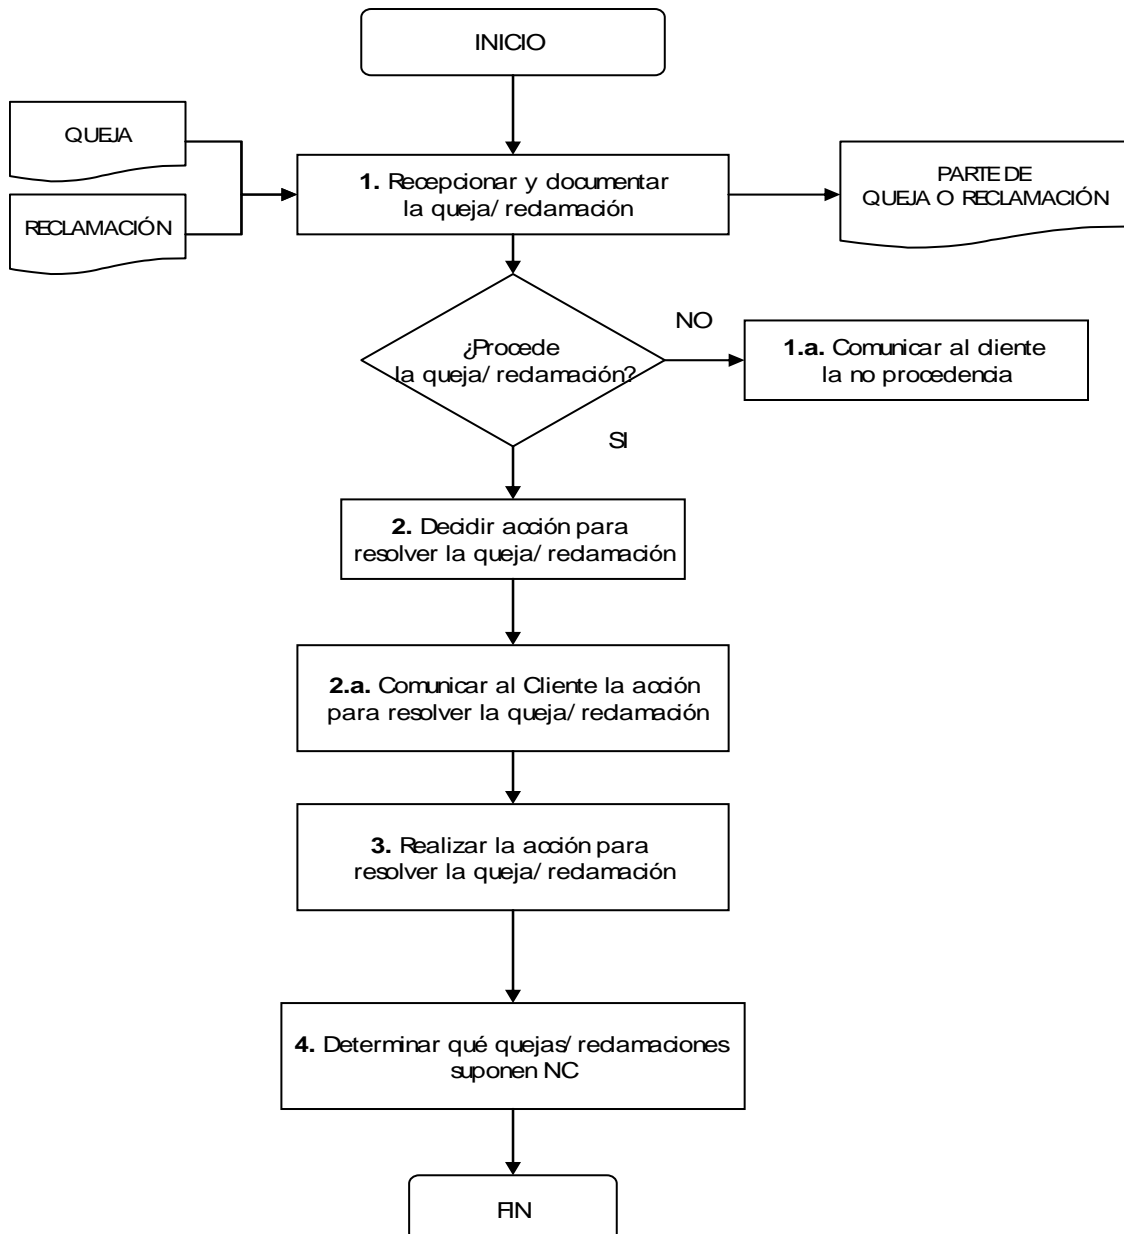 INICIO
QUEJA
RECLAMACIÓN
1. Recepcionar y documentar
la queja/ reclamación
PARTE DE
QUEJA O RECLAMACIÓN
¿Procede
la queja/ reclamación?
NO
1.a. Comunicar al cliente
la no procedencia
SI
2. Decidir acción para
resolver la queja/ reclamación
2.a. Comunicar al Cliente la acción
para resolver la queja/ reclamación
3. Realizar la acción para
resolver la queja/ reclamación
4. Determinar qué quejas/ reclamaciones
suponen NC
FIN